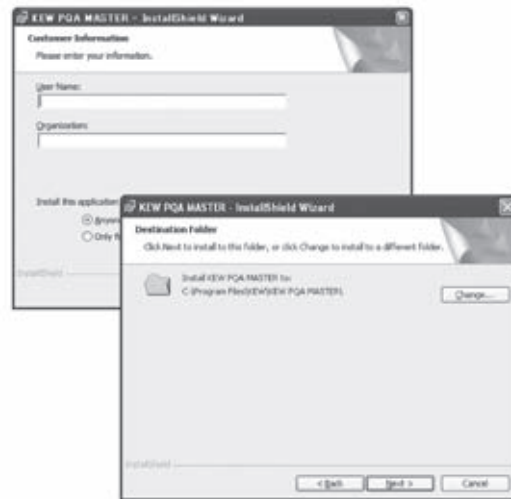 KEW PQA MASTER - InstallShield Wizard
Customer Information
Please enter your information.
User Name:
Organization:
Install this application
Anyone
Only f
InstallShield
KEW PQA MASTER - InstallShield Wizard
Destination Folder
Click Next to install to this folder, or click Change to install to a different folder.
Install KEW PQA MASTER to:
C:\Program Files\KEW\KEW PQA MASTER\
Change...
InstallShield
< Back
Next >
Cancel